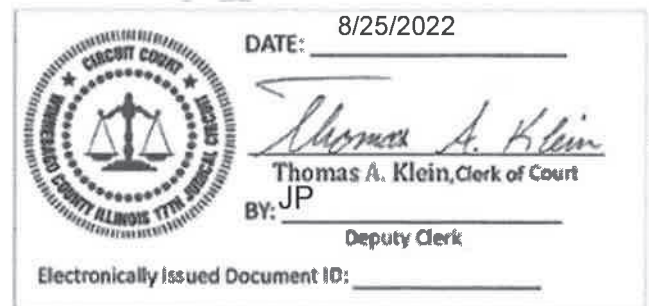 CIRCUIT COURT
WINNEBAGO COUNTY ILLINOIS 17TH JUDICIAL CIRCUIT
DATE: 8/25/2022
Thomas A. Klein
Thomas A. Klein, Clerk of Court
BY: JP
Deputy Clerk
Electronically Issued Document ID: